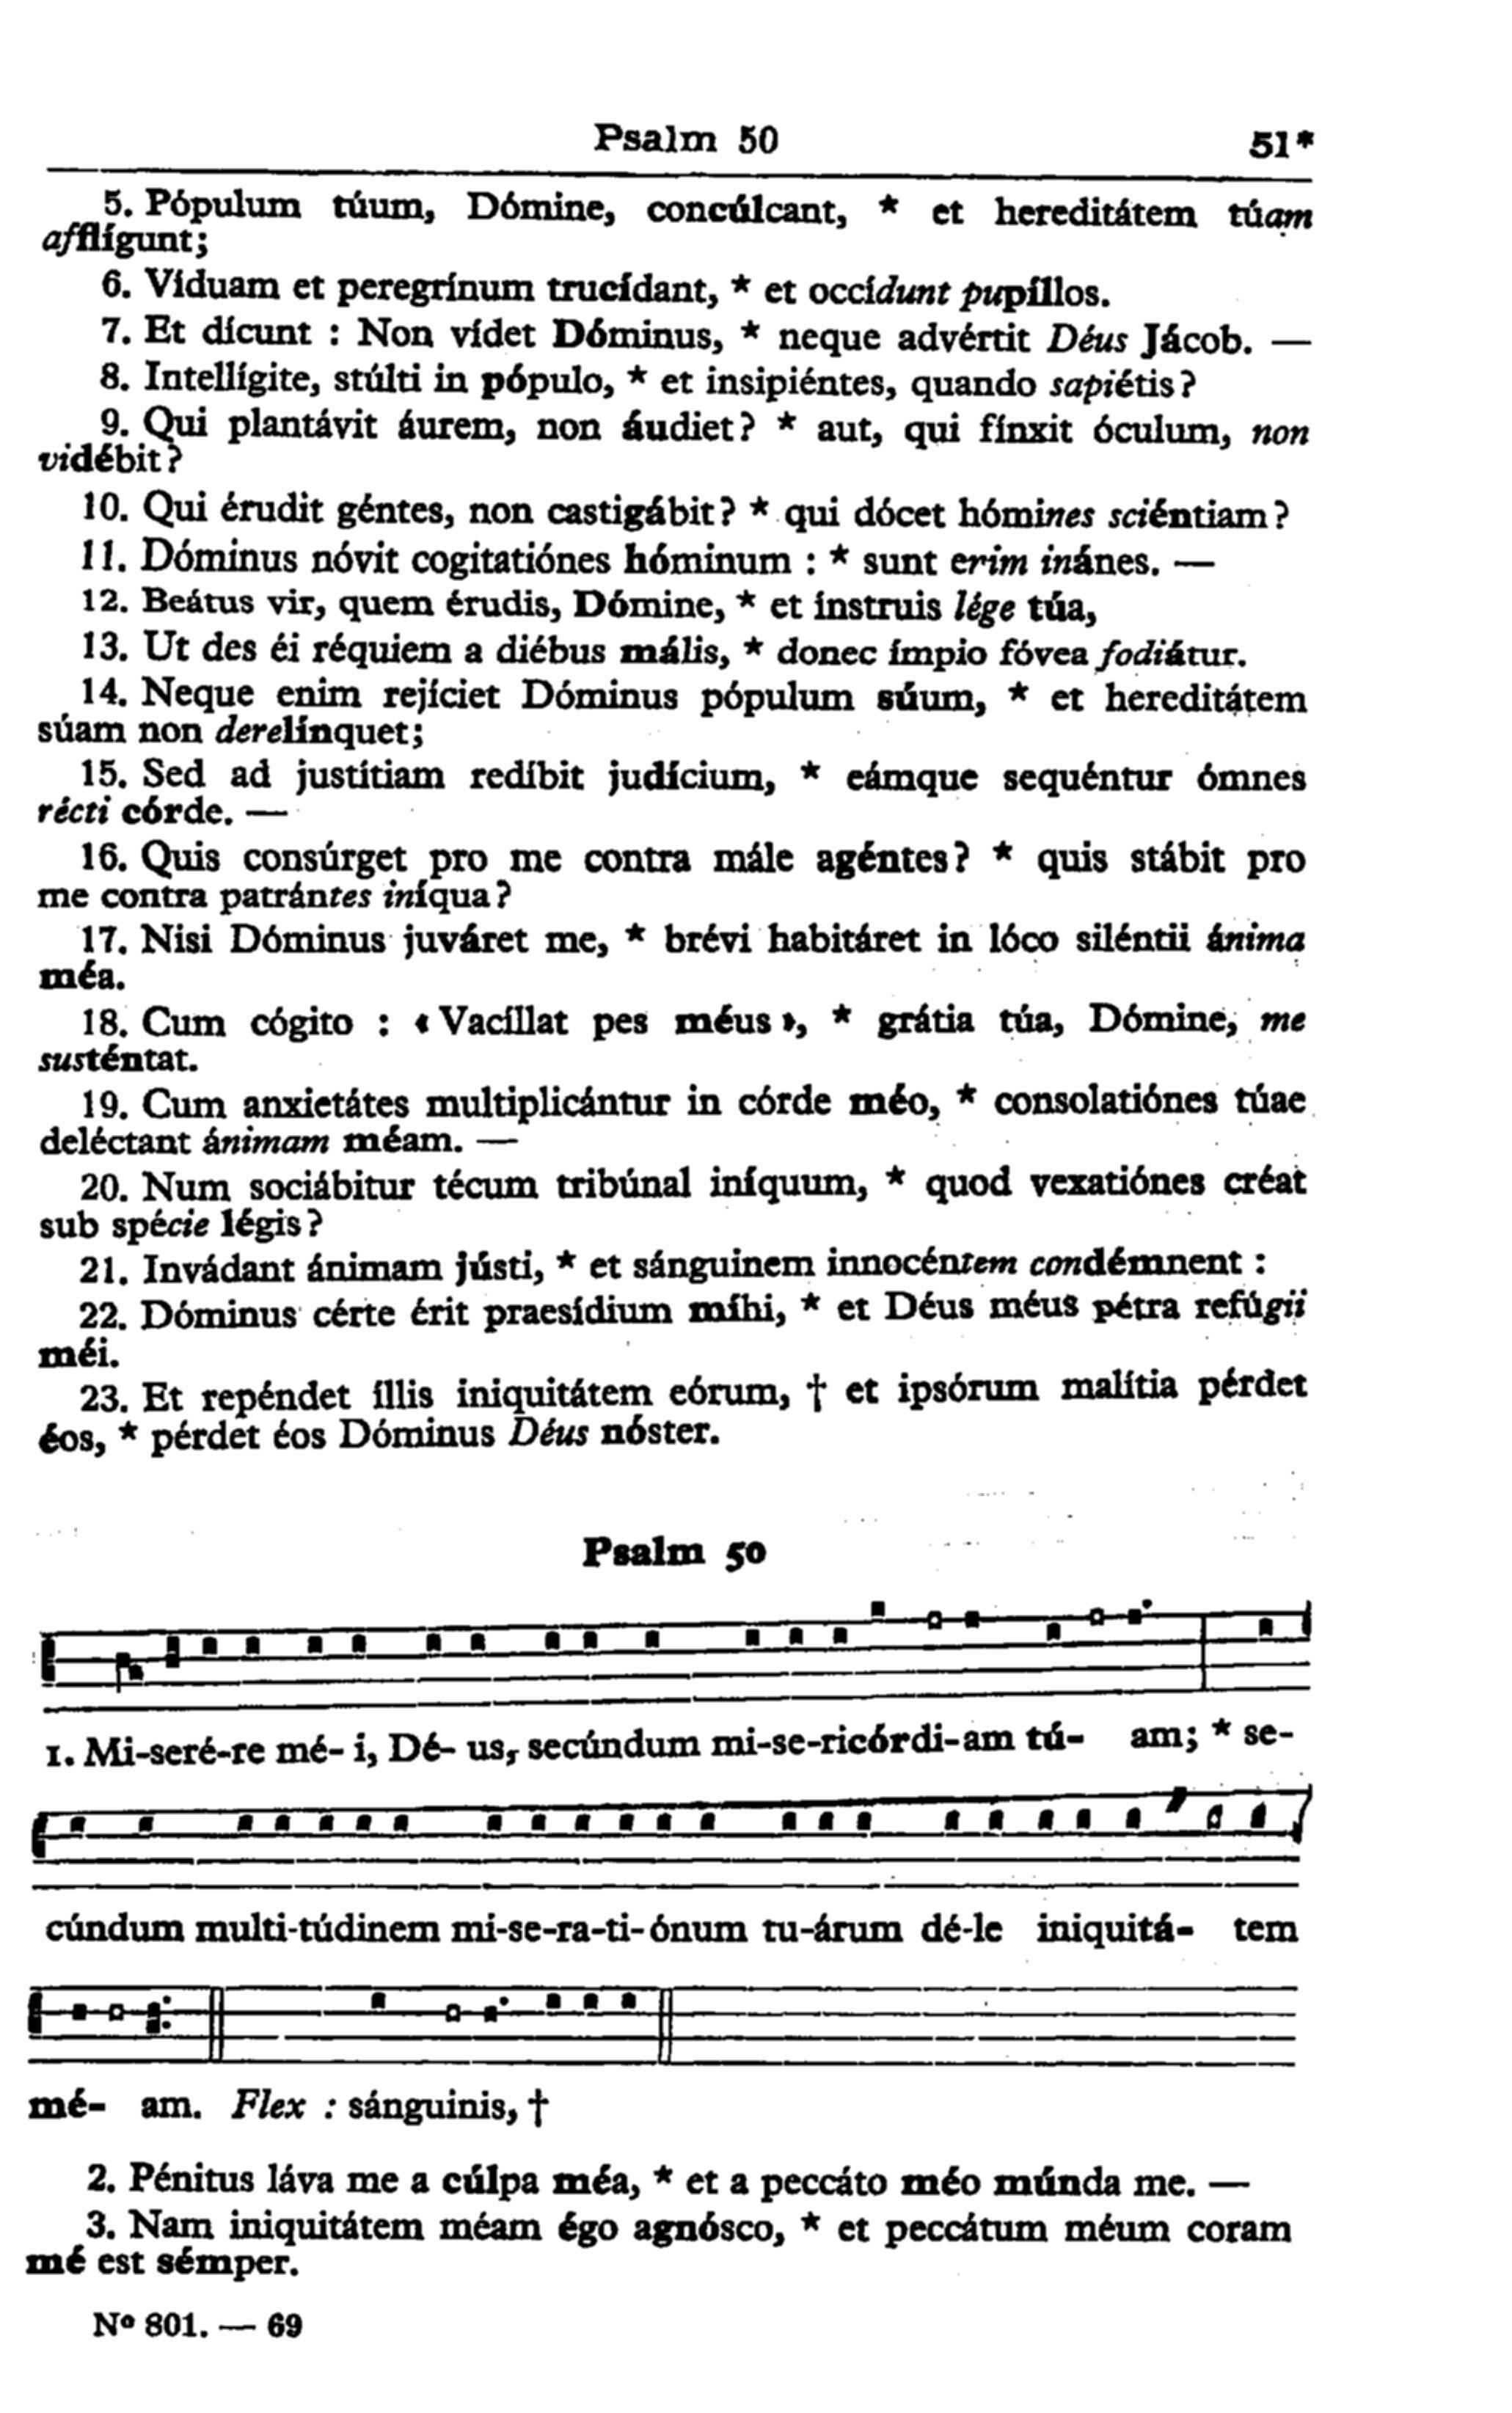 Psalm 50 51*
5. Pópulum túum, Dómine, concúlcant, * et hereditátem túam
afflígunt;
6. Víduam et peregrínum trucídant, * et occídunt pupíllos.
7. Et dícunt : Non vídet Dóminus, * neque advértit Déus Jácob. —
8. Intellígite, stúlti in pópulo, * et insipiéntes, quando sapiétis?
9. Qui plantávit áurem, non áudiet? * aut, qui fínxit óculum, non
vidébit?
10. Qui érudit géntes, non castigábit? * qui dócet hómines sciéntiam?
11. Dóminus nóvit cogitatiónes hóminum : * sunt erim inánes. —
12. Beátus vir, quem érudis, Dómine, * et ínstruis lége túa,
13. Ut des éi réquiem a diébus mális, * donec ímpio fóvea fodiátur.
14. Neque enim rejíciet Dóminus pópulum súum, * et hereditátem
súam non derelínquet;
15. Sed ad justítiam redíbit judícium, * eámque sequéntur ómnes
récti córde. —
16. Quis consúrget pro me contra mále agéntes? * quis stábit pro
me contra patrántes iníqua?
17. Nisi Dóminus juváret me, * brévi habitáret in lóco siléntii ánima
méa.
18. Cum cógito : « Vacíllat pes méus », * grátia túa, Dómine, me
susténtat.
19. Cum anxietátes multiplicántur in córde méo, * consolatiónes túae
deléctant ánimam méam. —
20. Num sociábitur técum tribúnal iníquum, * quod vexatiónes créat
sub spécie légis?
21. Invádant ánimam jústi, * et sánguinem innocéntem condémnent :
22. Dóminus cérte érit praesídium míhi, * et Déus méus pétra refúgii
méi.
23. Et repéndet íllis iniquitátem eórum, † et ipsórum malítia pérdet
éos, * pérdet éos Dóminus Déus nóster.
Psalm 50
1. Mi-seré-re mé- i, Dé- us, secúndum mi-se-ricórdi-am tú- am; * se-
cúndum multi-túdinem mi-se-ra-ti-ónum tu-árum dé-le iniquitá- tem
mé- am. Flex : sánguinis, †
2. Pénitus láva me a cúlpa méa, * et a peccáto méo múnda me. —
3. Nam iniquitátem méam égo agnósco, * et peccátum méum coram
mé est sémper.
Nº 801. — 69